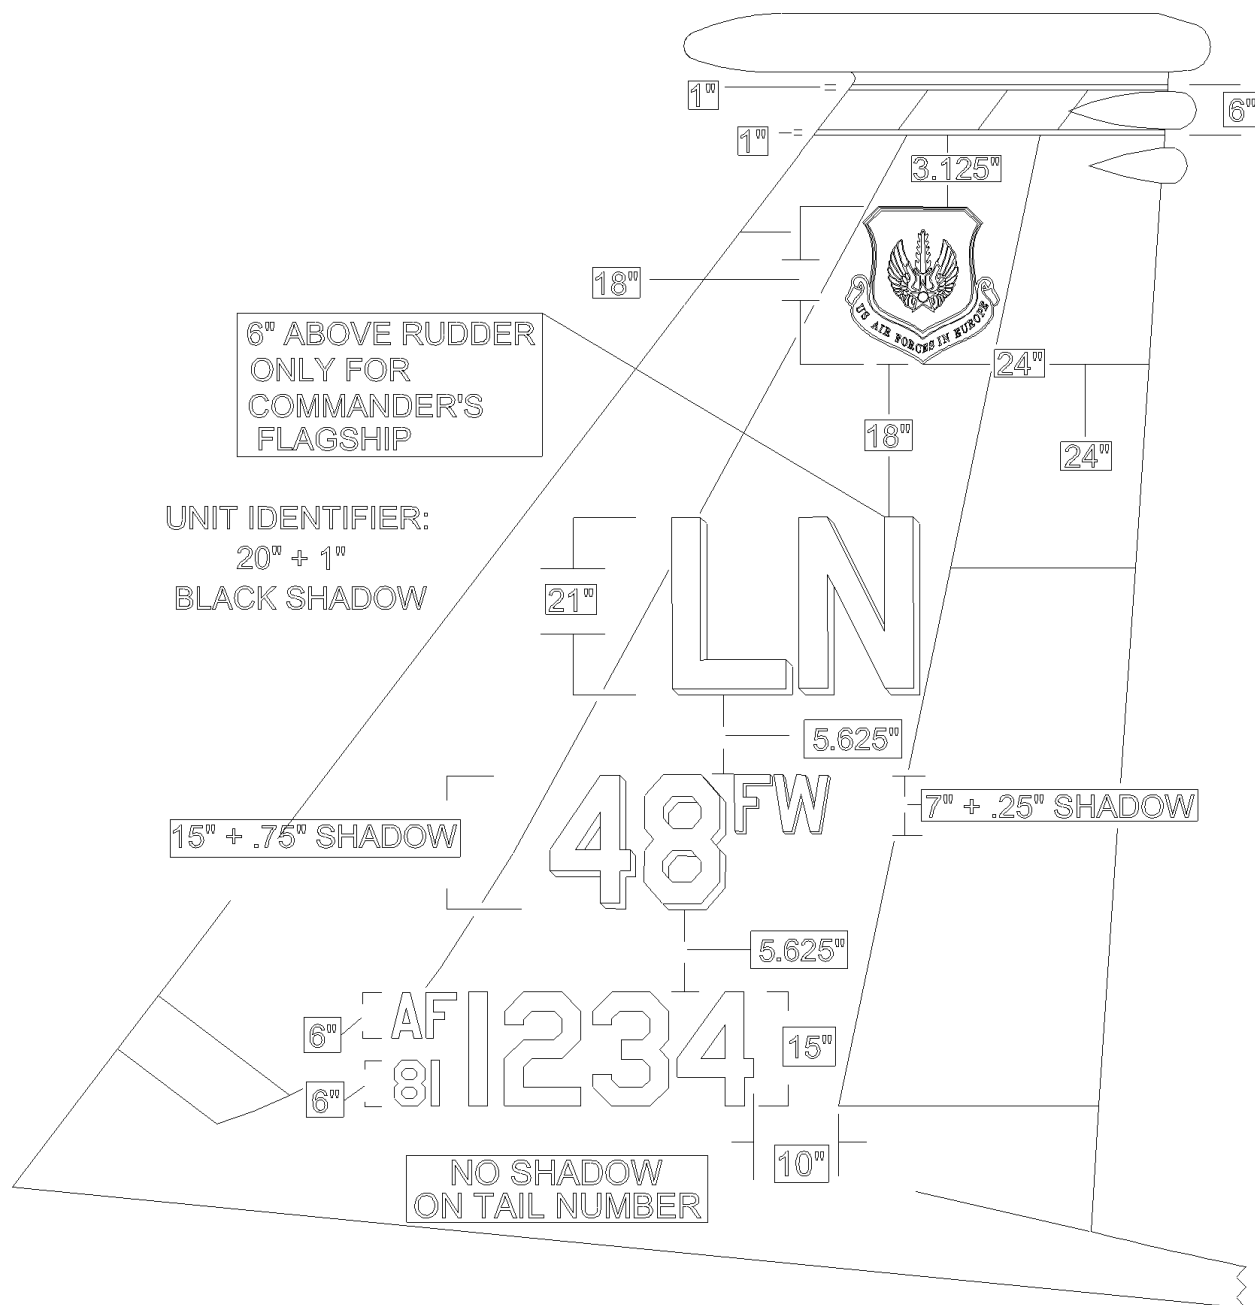 1"
6"
1"
3.125"
18"
US AIR FORCES IN EUROPE
6" ABOVE RUDDER
ONLY FOR
COMMANDER'S
FLAGSHIP
24"
18"
24"
UNIT IDENTIFIER:
20" + 1"
BLACK SHADOW
21"
LN
5.625"
48 FW
7" + .25" SHADOW
15" + .75" SHADOW
5.625"
6"
AF
81
1234
15"
6"
10"
NO SHADOW
ON TAIL NUMBER